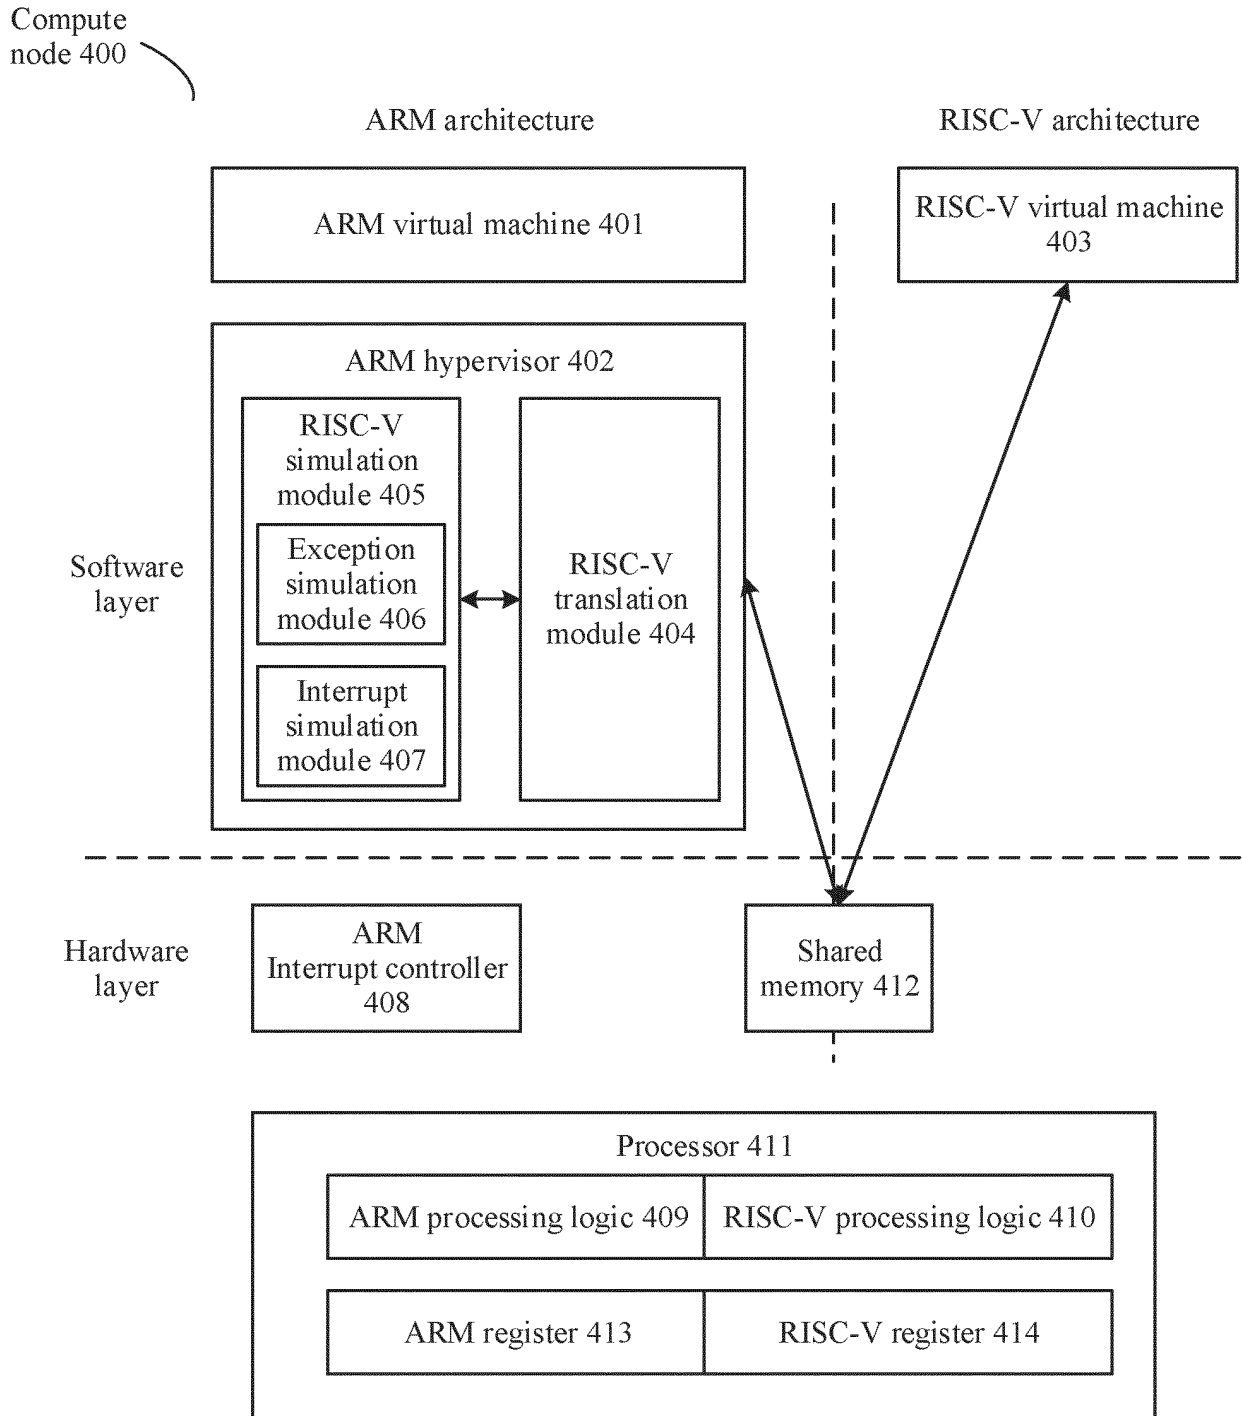 Compute
node 400
ARM architecture
RISC-V architecture
ARM virtual machine 401
RISC-V virtual machine
403
ARM hypervisor 402
RISC-V
simulation
module 405
Exception
simulation
module 406
Interrupt
simulation
module 407
RISC-V
translation
module 404
Software
layer
Hardware
layer
ARM
Interrupt controller
408
Shared
memory 412
Processor 411
ARM processing logic 409
RISC-V processing logic 410
ARM register 413
RISC-V register 414